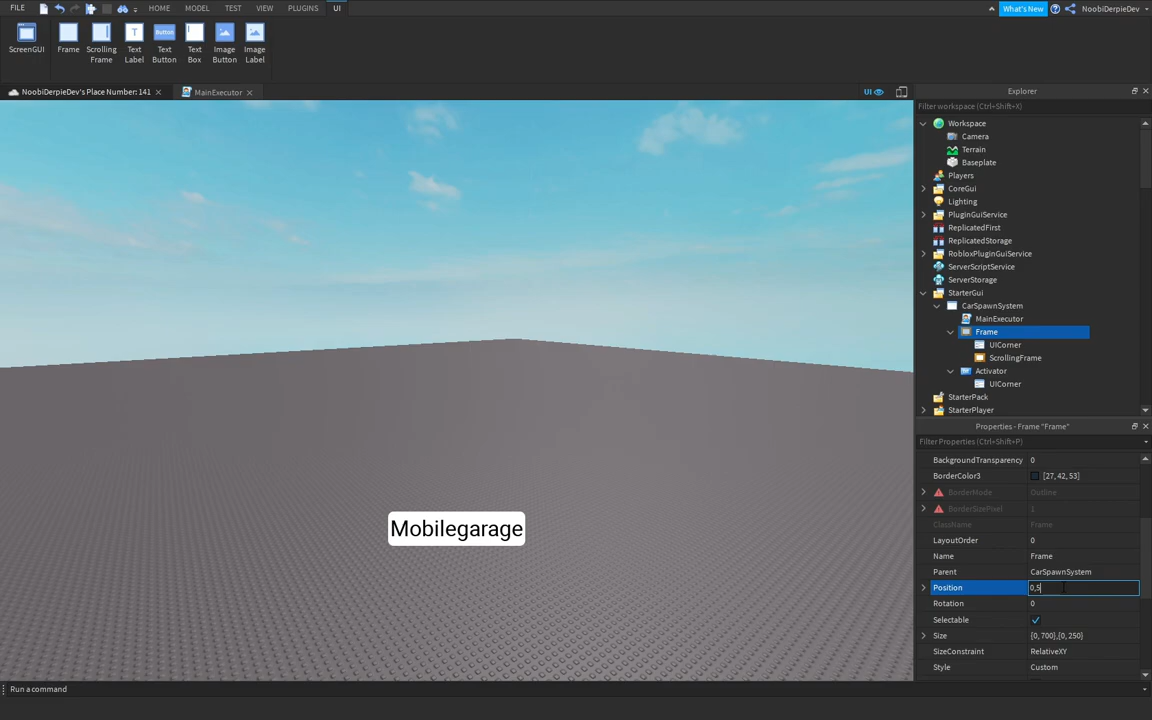 FILE HOME MODEL TEST VIEW PLUGINS UI What's New NoobiDerpieDev
ScreenGUI Frame Scrolling Frame Text Label Button Text Button Text Box Image Button Image Label
NoobiDerpieDev's Place Number: 141 MainExecutor UI
Explorer
Filter workspace (Ctrl+Shift+X)
Workspace
Camera
Terrain
Baseplate
Players
CoreGui
Lighting
PluginGuiService
ReplicatedFirst
ReplicatedStorage
RobloxPluginGuiService
ServerScriptService
ServerStorage
StarterGui
CarSpawnSystem
MainExecutor
Frame
UICorner
ScrollingFrame
Activator
UICorner
StarterPack
StarterPlayer
Properties - Frame "Frame"
Filter Properties (Ctrl+Shift+P)
BackgroundTransparency 0
BorderColor3 [27, 42, 53]
BorderMode Outline
BorderSizePixel 1
ClassName Frame
LayoutOrder 0
Name Frame
Parent CarSpawnSystem
Position 0,5
Rotation 0
Selectable
Size {0, 700},{0, 250}
SizeConstraint RelativeXY
Style Custom
Mobilegarage
Run a command